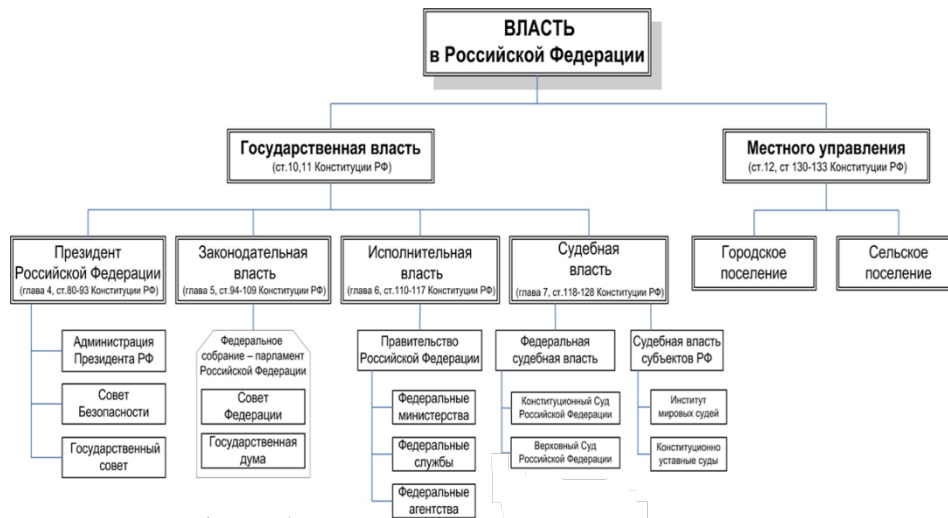 ВЛАСТЬ
в Российской Федерации
Государственная власть
(ст.10,11 Конституции РФ)
Местного управления
(ст.12, ст 130-133 Конституции РФ)
Президент
Российской Федерации
(глава 4, ст.80-93 Конституции РФ)
Законодательная
власть
(глава 5, ст.94-109 Конституции РФ)
Исполнительная
власть
(глава 6, ст.110-117 Конституции РФ)
Судебная
власть
(глава 7, ст.118-128 Конституции РФ)
Городское
поселение
Сельское
поселение
Администрация
Президента РФ
Совет
Безопасности
Государственный
совет
Федеральное
собрание – парламент
Российской Федерации
Совет
Федерации
Государственная
дума
Правительство
Российской Федерации
Федеральные
министерства
Федеральные
службы
Федеральные
агентства
Федеральная
судебная власть
Конституционный Суд
Российской Федерации
Верховный Суд
Российской Федерации
Судебная власть
субъектов РФ
Институт
мировых судей
Конституционно
уставные суды